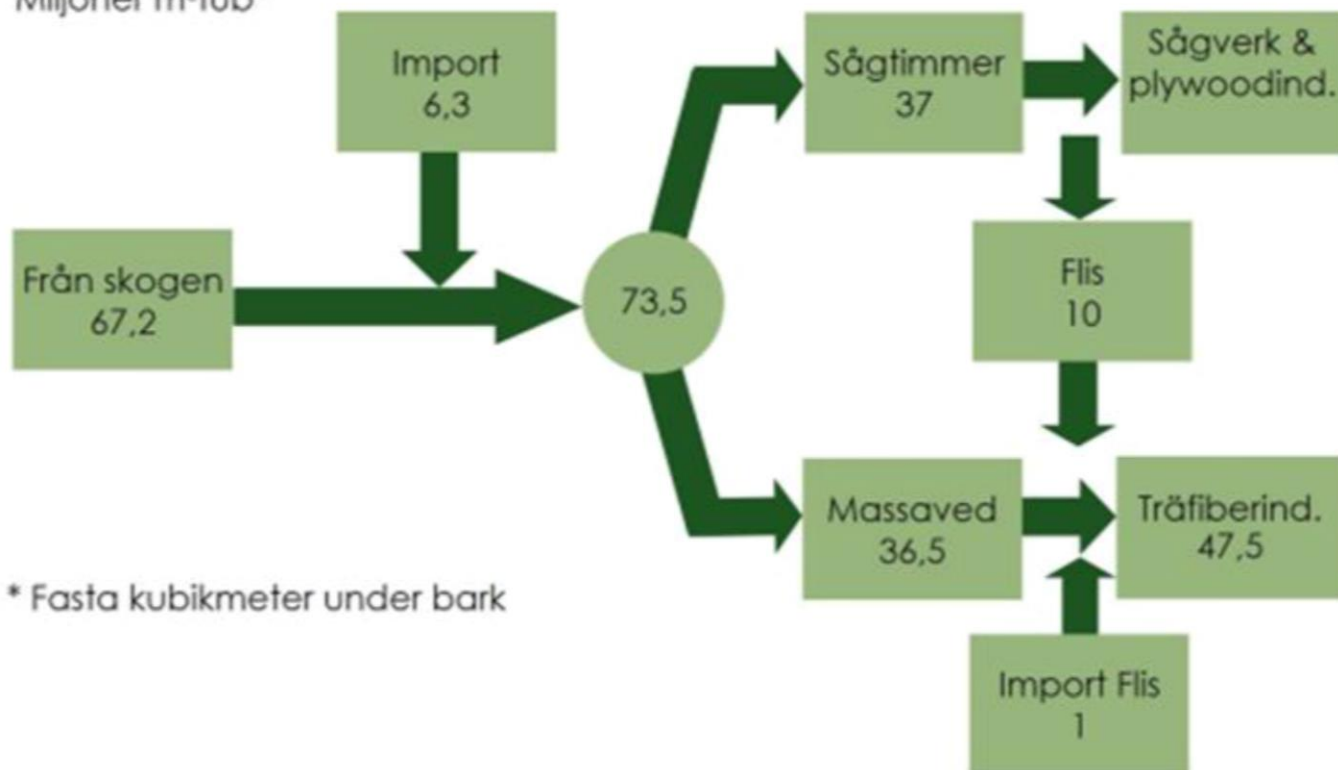 Import
6,3
Sågtimmer
37
Sågverk &
plywoodind.
Från skogen
67,2
73,5
Flis
10
Massaved
36,5
Träfiberind.
47,5
* Fasta kubikmeter under bark
Import Flis
1